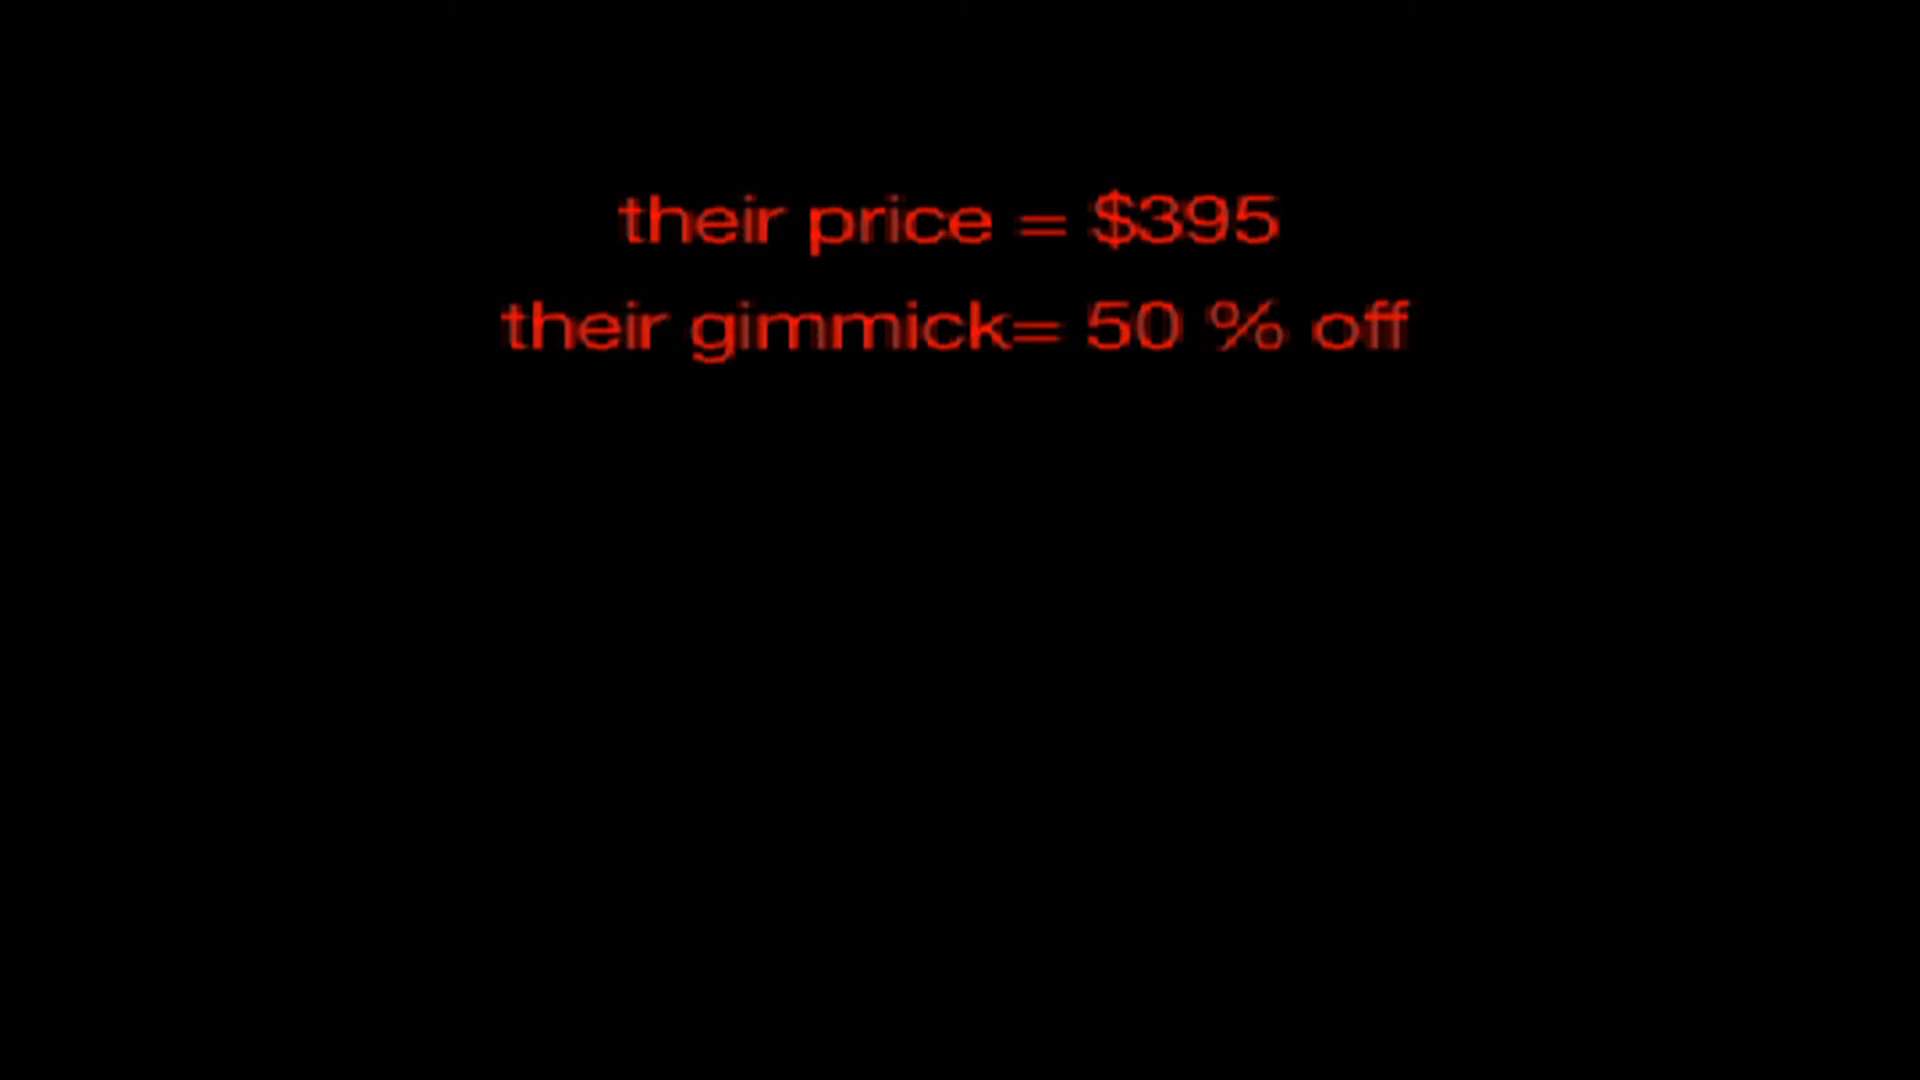 their price = $395
their gimmick= 50 % off